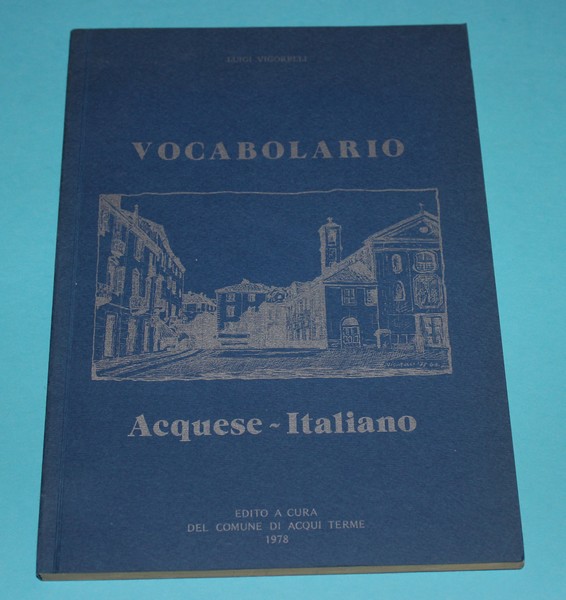 LUIGI VIGORELLI
VOCABOLARIO
Acquese - Italiano
EDITO A CURA
DEL COMUNE DI ACQUI TERME
1978